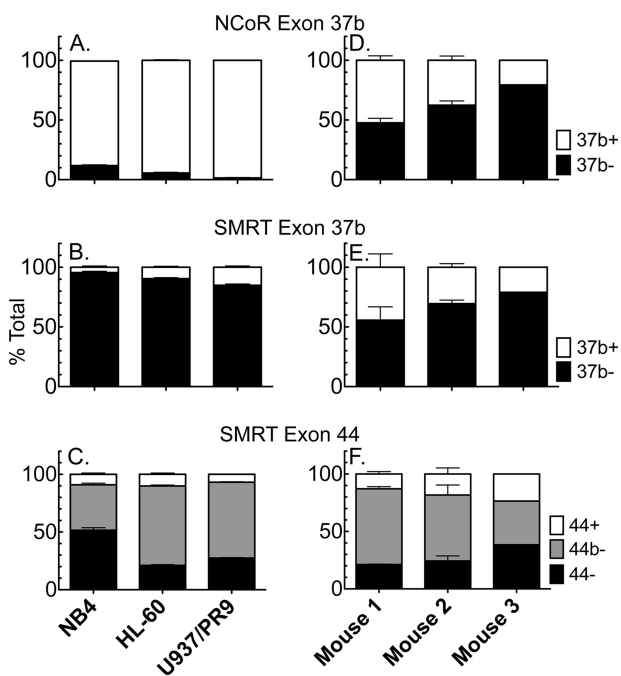 NCoR Exon 37b
A.
100
50
0
D.
100
50
0
37b+
37b-
SMRT Exon 37b
% Total
B.
100
50
0
E.
100
50
0
37b+
37b-
SMRT Exon 44
C.
100
50
0
F.
100
50
0
44+
44b-
44-
NB4
HL-60
U937/PR9
Mouse 1
Mouse 2
Mouse 3